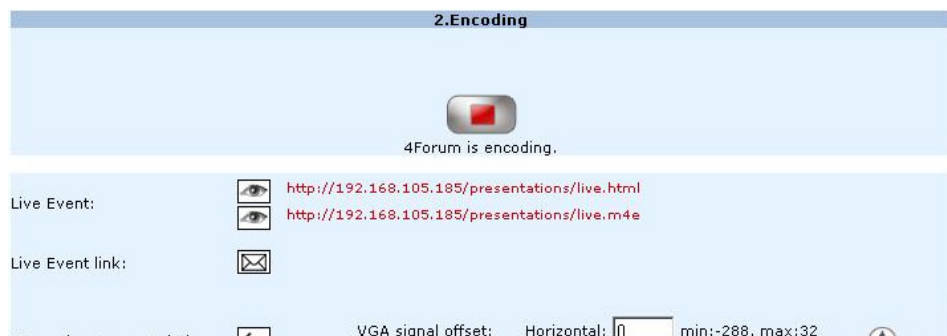 2.Encoding
4Forum is encoding.
Live Event:
http://192.168.105.185/presentations/live.html
http://192.168.105.185/presentations/live.m4e
Live Event link:
VGA signal offset: Horizontal: 0 min:-288, max:32